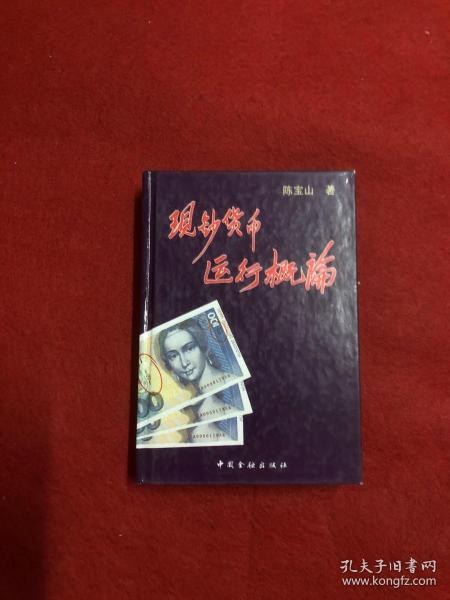 陈宝山 著
现钞货币
运行概論
中国金融出版社
孔夫子旧书网
www.kongfz.com